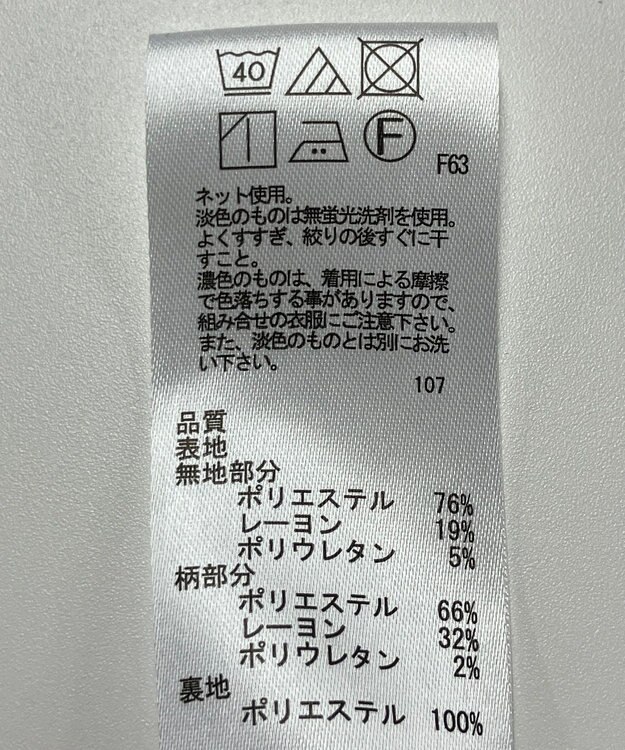 40
F
F63
ネット使用。
淡色のものは無蛍光洗剤を使用。
よくすすぎ、絞りの後すぐに干
すこと。
濃色のものは、着用による摩擦
で色落ちする事がありますので、
組み合せの衣服にご注意下さい。
また、淡色のものとは別にお洗
い下さい。
107
品質
表地
無地部分
ポリエステル 76%
レーヨン 19%
ポリウレタン 5%
柄部分
ポリエステル 66%
レーヨン 32%
ポリウレタン 2%
裏地
ポリエステル 100%